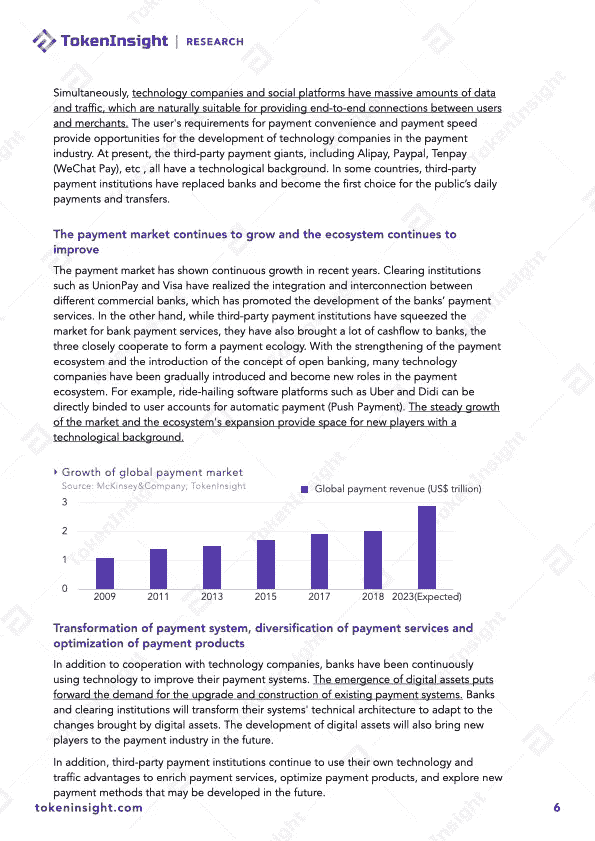 TokenInsight | RESEARCH
Simultaneously, technology companies and social platforms have massive amounts of data
and traffic, which are naturally suitable for providing end-to-end connections between users
and merchants. The user's requirements for payment convenience and payment speed
provide opportunities for the development of technology companies in the payment
industry. At present, the third-party payment giants, including Alipay, Paypal, Tenpay
(WeChat Pay), etc , all have a technological background. In some countries, third-party
payment institutions have replaced banks and become the first choice for the public's daily
payments and transfers.
The payment market continues to grow and the ecosystem continues to
improve
The payment market has shown continuous growth in recent years. Clearing institutions
such as UnionPay and Visa have realized the integration and interconnection between
different commercial banks, which has promoted the development of the banks' payment
services. In the other hand, while third-party payment institutions have squeezed the
market for bank payment services, they have also brought a lot of cashflow to banks, the
three closely cooperate to form a payment ecology. With the strengthening of the payment
ecosystem and the introduction of the concept of open banking, many technology
companies have been gradually introduced and become new roles in the payment
ecosystem. For example, ride-hailing software platforms such as Uber and Didi can be
directly binded to user accounts for automatic payment (Push Payment). The steady growth
of the market and the ecosystem's expansion provide space for new players with a
technological background.
Growth of global payment market
Source: McKinsey&Company, TokenInsight
Global payment revenue (US$ trillion)
3
2
1
0
2009 2011 2013 2015 2017 2018 2023(Expected)
Transformation of payment system, diversification of payment services and
optimization of payment products
In addition to cooperation with technology companies, banks have been continuously
using technology to improve their payment systems. The emergence of digital assets puts
forward the demand for the upgrade and construction of existing payment systems. Banks
and clearing institutions will transform their systems' technical architecture to adapt to the
changes brought by digital assets. The development of digital assets will also bring new
players to the payment industry in the future.
In addition, third-party payment institutions continue to use their own technology and
traffic advantages to enrich payment services, optimize payment products, and explore new
payment methods that may be developed in the future.
tokeninsight.com 6